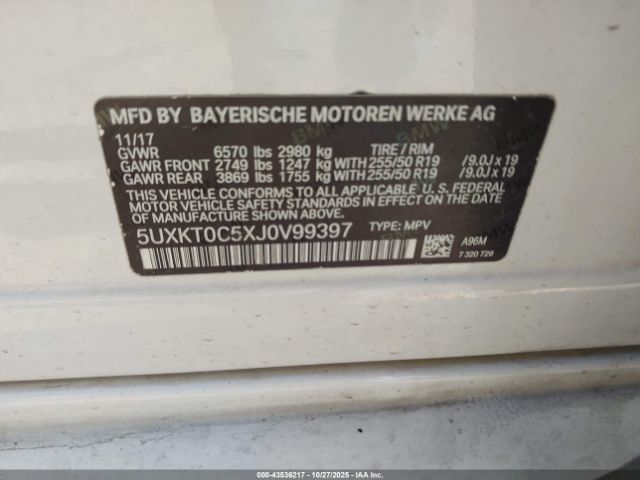 MFD BY BAYERISCHE MOTOREN WERKE AG
11/17
GVWR 6570 lbs 2980 kg TIRE / RIM
GAWR FRONT 2749 lbs 1247 kg WITH 255/50 R19 /9.0J x 19
GAWR REAR 3869 lbs 1755 kg WITH 255/50 R19 /9.0J x 19
THIS VEHICLE CONFORMS TO ALL APPLICABLE U. S. FEDERAL
MOTOR VEHICLE SAFETY STANDARDS IN EFFECT ON THE DATE
OF MANUFACTURE SHOWN ABOVE.
5UXKT0C5XJ0V99397 TYPE: MPV
A96M
7 320 729
000-43536217 - 10/27/2025 - IAAI.COM